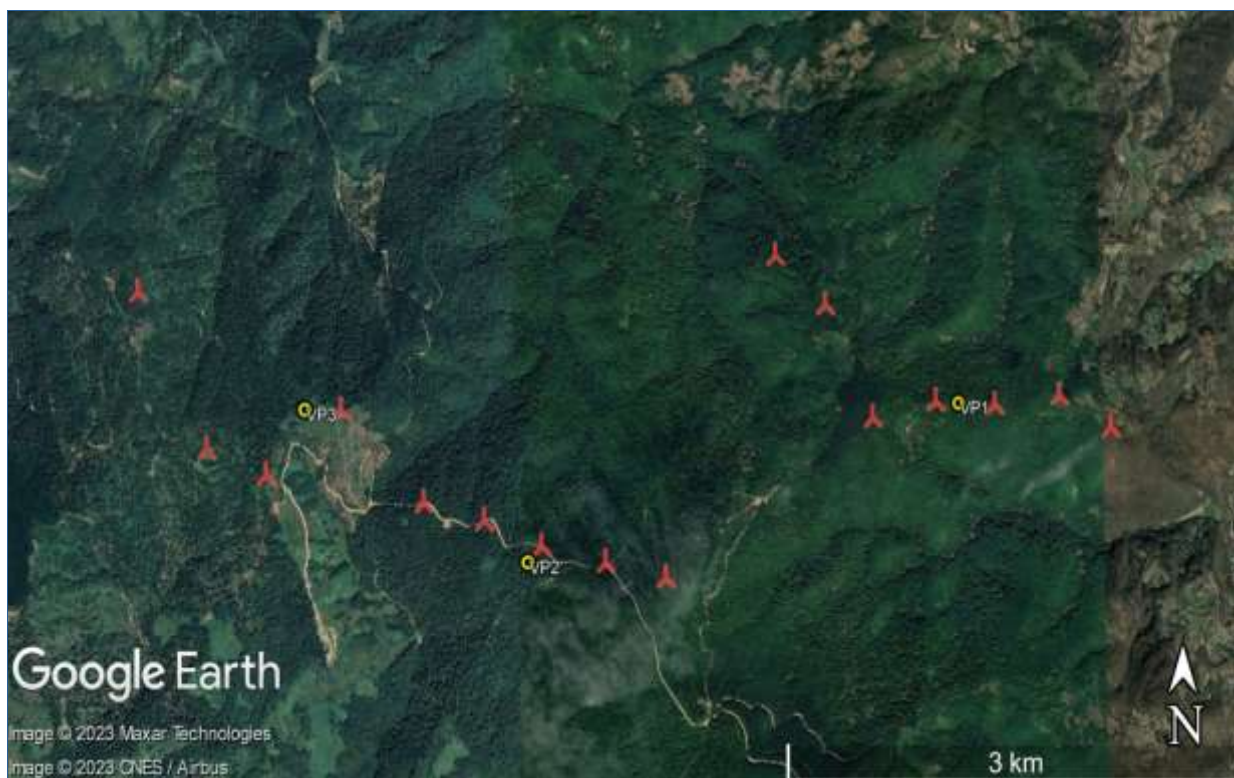 VP1
VP3
VP2
Google Earth
Image © 2023 Maxar Technologies
Image © 2023 CNES / Airbus
N
3 km